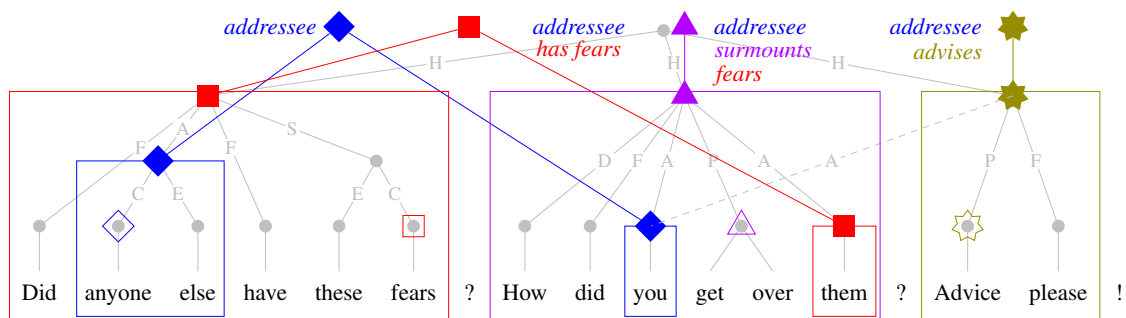 addressee addressee addressee addressee
has fears surmounts advises
fears
H H H
A S
F F
D F A P A A P F
C E E C
Did anyone else have these fears ? How did you get over them ? Advice please !